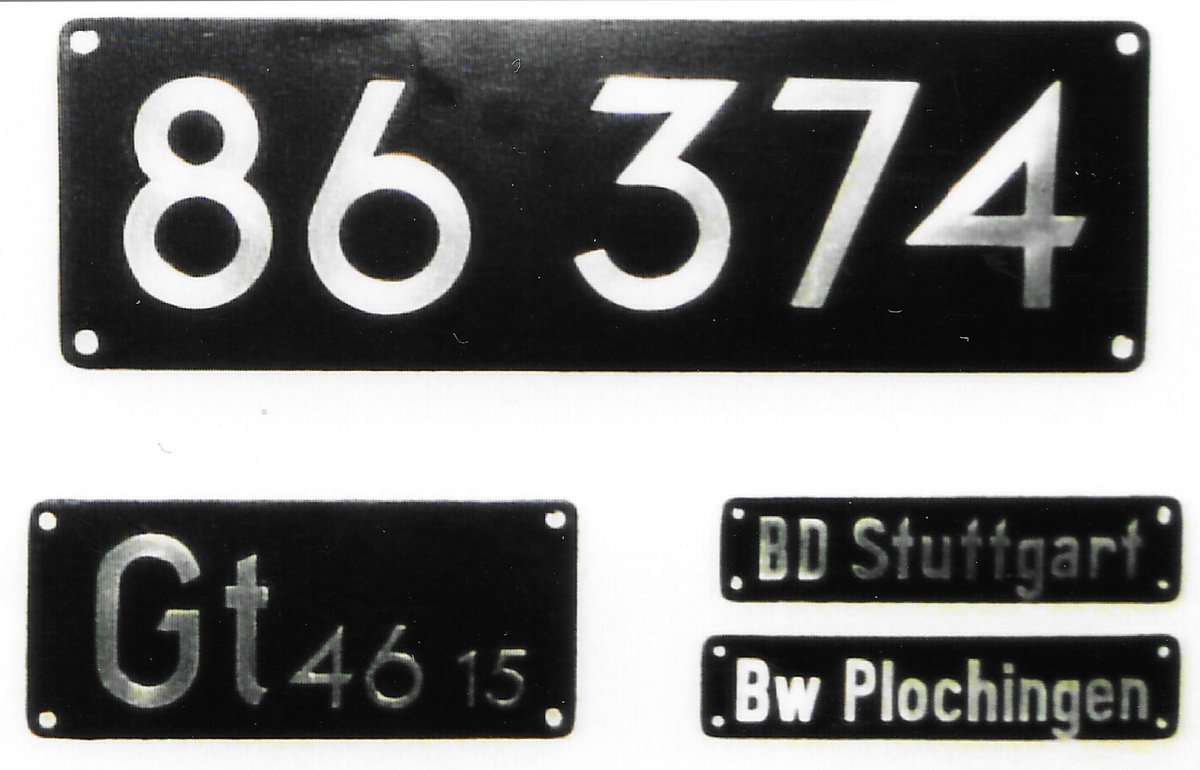 86 374
Gt 46 15
BD Stuttgart
Bw Plochingen